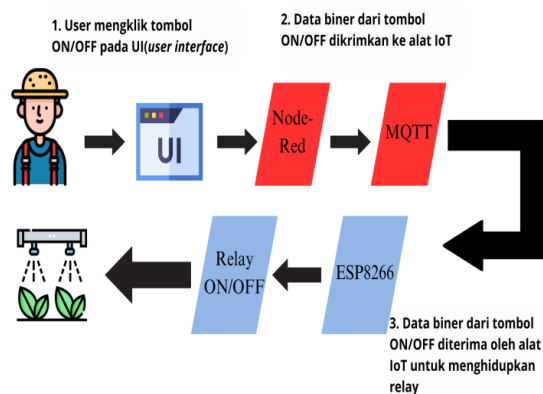 1. User mengklik tombol
ON/OFF pada UI(user interface)
2. Data biner dari tombol
ON/OFF dikrimkan ke alat IoT
UI
Node-
Red
MQTT
Relay
ON/OFF
ESP8266
3. Data biner dari tombol
ON/OFF diterima oleh alat
IoT untuk menghidupkan
relay